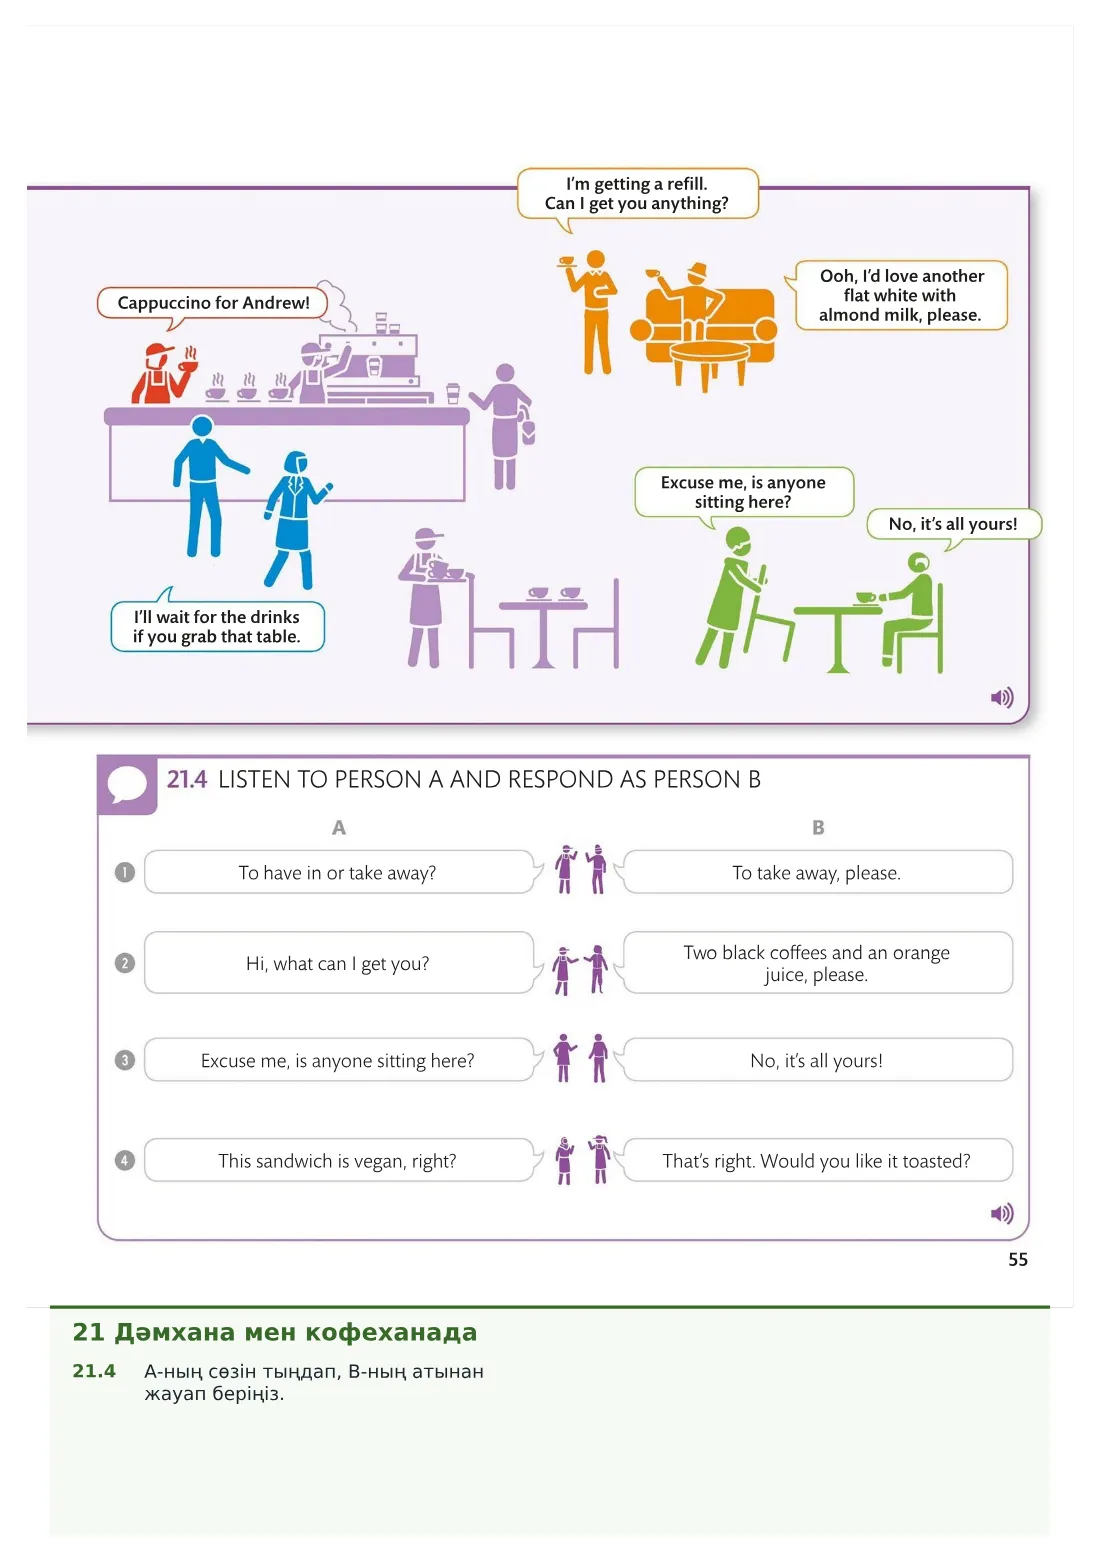 I'm getting a refill.
Can I get you anything?
Ooh, I'd love another
flat white with
almond milk, please.
Cappuccino for Andrew!
Excuse me, is anyone
sitting here?
No, it's all yours!
I'll wait for the drinks
if you grab that table.
21.4 LISTEN TO PERSON A AND RESPOND AS PERSON B
A
B
1
To have in or take away?
To take away, please.
2
Hi, what can I get you?
Two black coffees and an orange
juice, please.
3
Excuse me, is anyone sitting here?
No, it's all yours!
4
This sandwich is vegan, right?
That's right. Would you like it toasted?
55
21 Дәмхана мен кофеханада
21.4 А-ның сөзін тыңдап, В-ның атынан
жауап беріңіз.